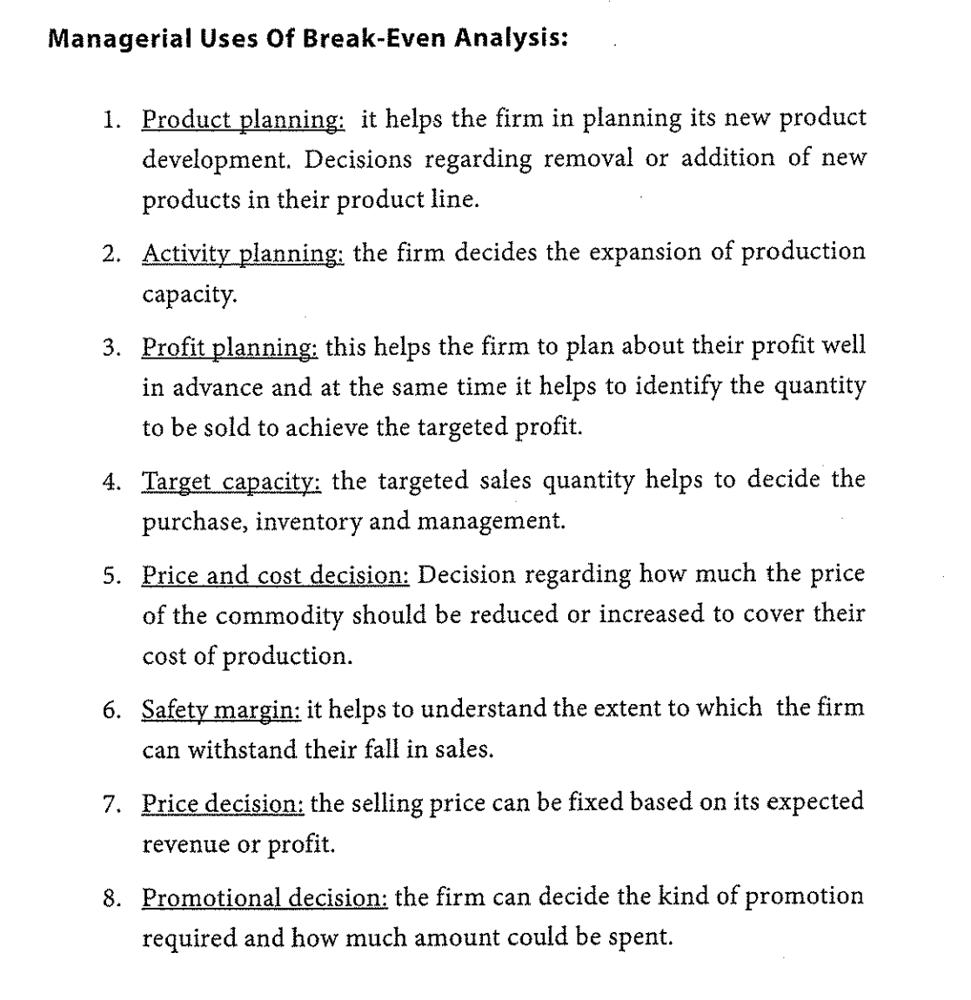 Managerial Uses Of Break-Even Analysis:
1. Product planning: it helps the firm in planning its new product
development. Decisions regarding removal or addition of new
products in their product line.
2. Activity planning: the firm decides the expansion of production
capacity.
3. Profit planning: this helps the firm to plan about their profit well
in advance and at the same time it helps to identify the quantity
to be sold to achieve the targeted profit.
4. Target capacity: the targeted sales quantity helps to decide the
purchase, inventory and management.
5. Price and cost decision: Decision regarding how much the price
of the commodity should be reduced or increased to cover their
cost of production.
6. Safety margin: it helps to understand the extent to which the firm
can withstand their fall in sales.
7. Price decision: the selling price can be fixed based on its expected
revenue or profit.
8. Promotional decision: the firm can decide the kind of promotion
required and how much amount could be spent.